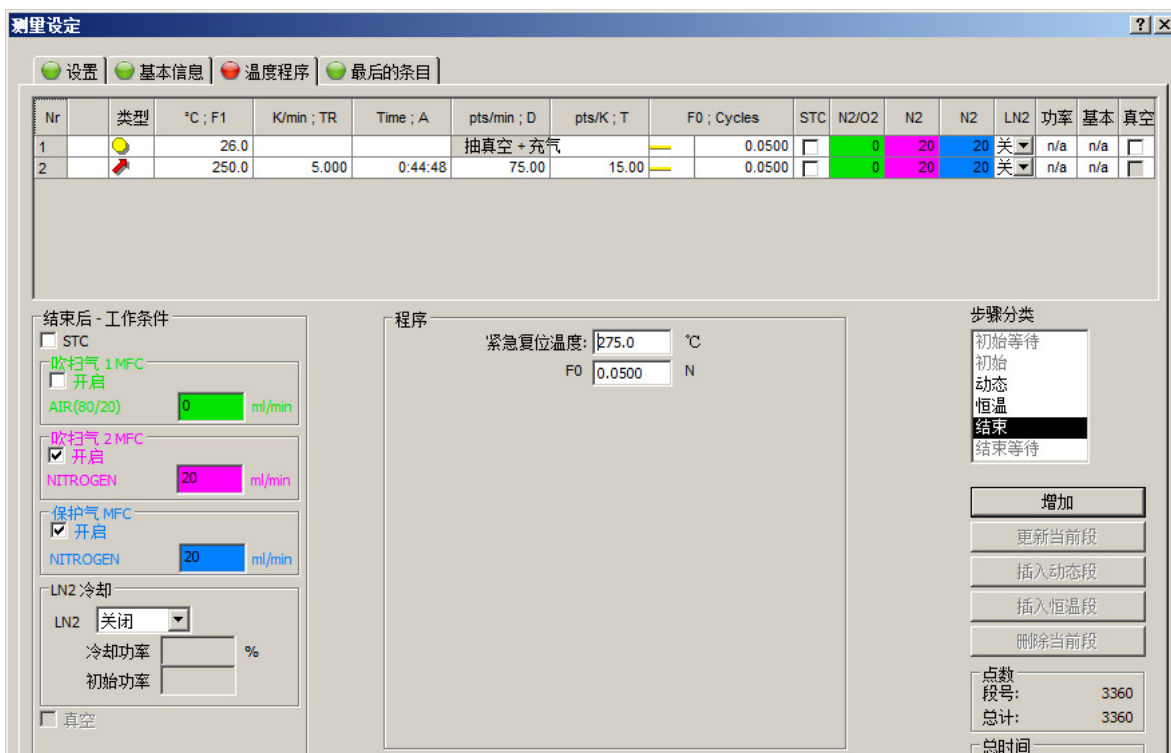 测量设定
设置 基本信息 温度程序 最后的条目
Nr 类型 °C ; F1 K/min ; TR Time ; A pts/min ; D pts/K ; T F0 ; Cycles STC N2/O2 N2 N2 LN2 功率 基本 真空
1 26.0 抽真空 + 充气 0.0500 0 20 20 关 n/a n/a
2 250.0 5.000 0:44:48 75.00 15.00 0.0500 0 20 20 关 n/a n/a
结束后 - 工作条件
STC
吹扫气 1 MFC
开启
AIR(80/20) 0 ml/min
吹扫气 2 MFC
开启
NITROGEN 20 ml/min
保护气 MFC
开启
NITROGEN 20 ml/min
LN2 冷却
LN2 关闭
冷却功率 %
初始功率
真空
程序
紧急复位温度: 275.0 °C
F0 0.0500 N
步骤分类
初始等待
初始
动态
恒温
结束
结束等待
增加
更新当前段
插入动态段
插入恒温段
删除当前段
点数
段号: 3360
总计: 3360
总时间